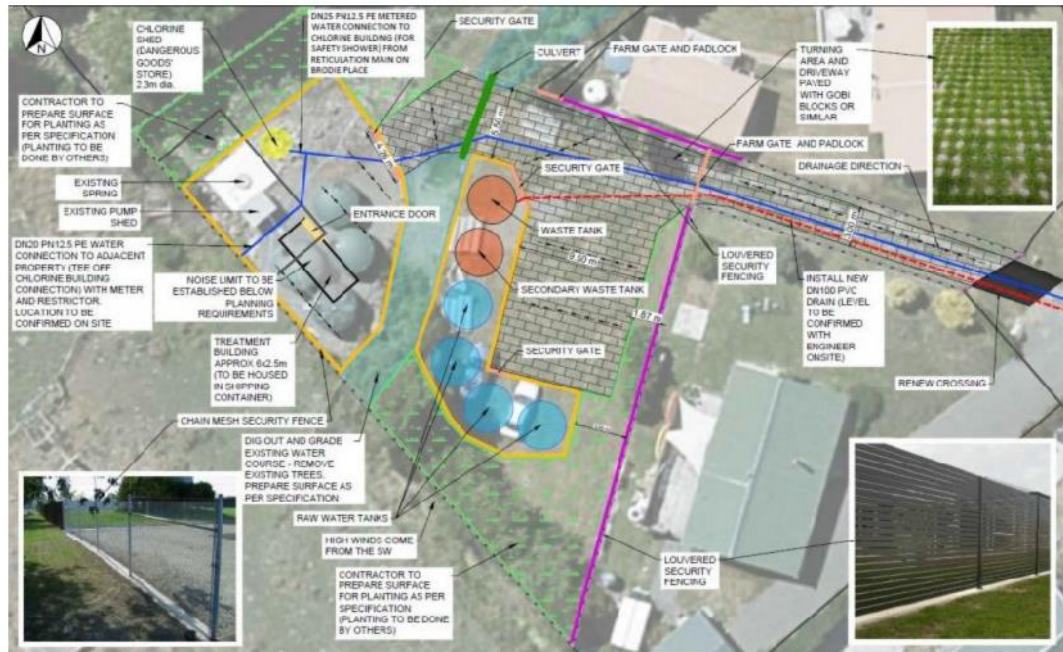 N
CHLORINE
SHED
(DANGEROUS
GOODS'
STORE)
2.3m dia.
DN25 PN12.5 PE METERED
WATER CONNECTION TO
CHLORINE BUILDING (FOR
SAFETY SHOWER) FROM
RETICULATION MAIN ON
BRODIE PLACE
SECURITY GATE
CULVERT
FARM GATE AND PADLOCK
TURNING
AREA AND
DRIVEWAY
PAVED
WITH GOBI
BLOCKS OR
SIMILAR
CONTRACTOR TO
PREPARE SURFACE
FOR PLANTING AS
PER SPECIFICATION
(PLANTING TO BE
DONE BY OTHERS)
FARM GATE AND PADLOCK
DRAINAGE DIRECTION
SECURITY GATE
EXISTING
SPRING
EXISTING PUMP
SHED
ENTRANCE DOOR
WASTE TANK
DN20 PN12.5 PE WATER
CONNECTION TO ADJACENT
PROPERTY (TEE OFF
CHLORINE BUILDING
CONNECTION) WITH METER
AND RESTRICTOR.
LOCATION TO BE
CONFIRMED ON SITE
NOISE LIMIT TO BE
ESTABLISHED BELOW
PLANNING
REQUIREMENTS
9.50 m
SECONDARY WASTE TANK
LOUVERED
SECURITY
FENCING
INSTALL NEW
DN100 PVC
DRAIN (LEVEL
TO BE
CONFIRMED
WITH
ENGINEER
ONSITE)
1.67 m
TREATMENT
BUILDING
APPROX 6x2.5m
(TO BE HOUSED
IN SHIPPING
CONTAINER)
SECURITY GATE
RENEW CROSSING
CHAIN MESH SECURITY FENCE
DIG OUT AND GRADE
EXISTING WATER
COURSE - REMOVE
EXISTING TREES.
PREPARE SURFACE AS
PER SPECIFICATION
RAW WATER TANKS
HIGH WINDS COME
FROM THE SW
CONTRACTOR TO
PREPARE SURFACE
FOR PLANTING AS PER
SPECIFICATION
(PLANTING TO BE DONE
BY OTHERS)
LOUVERED
SECURITY
FENCING